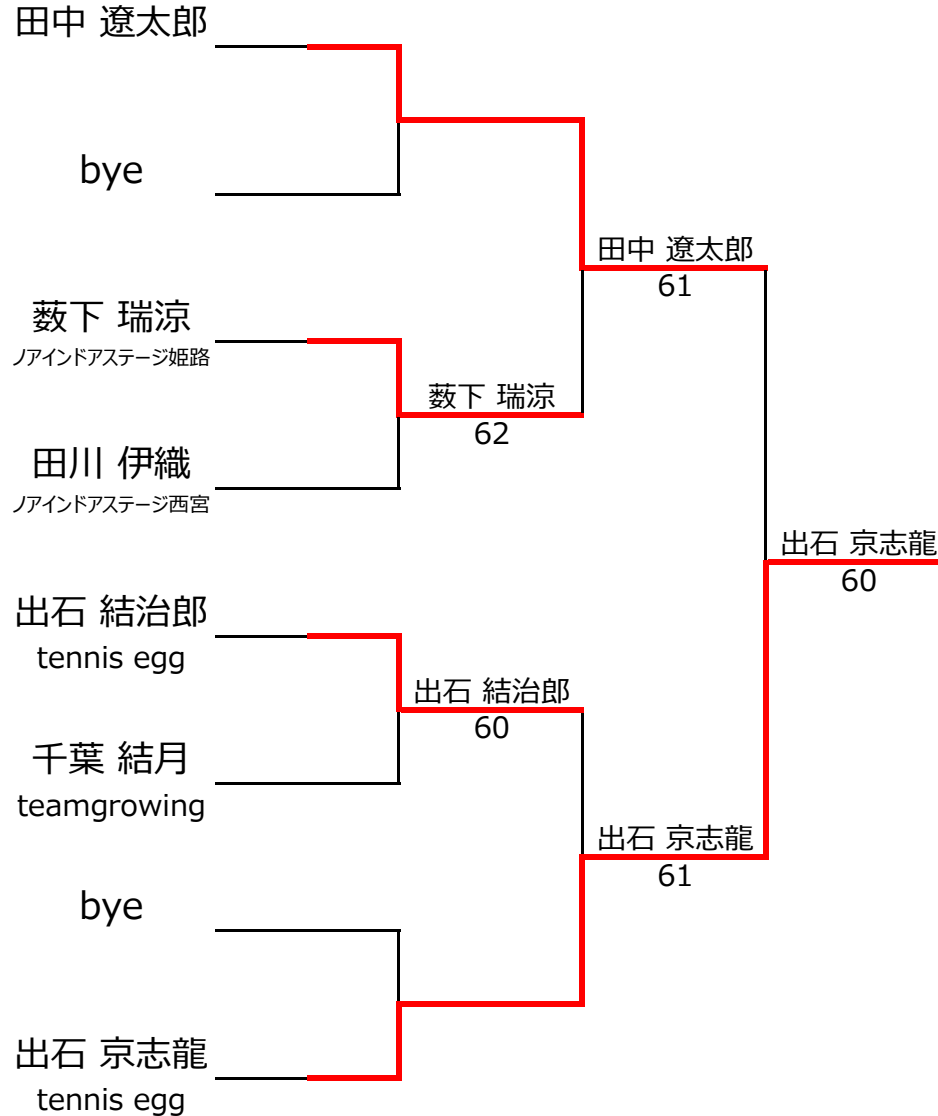 田中 遼太郎
bye
田中 遼太郎
61
薮下 瑞涼
ノアインドアステージ姫路
薮下 瑞涼
62
田川 伊織
ノアインドアステージ西宮
出石 京志龍
60
出石 結治郎
tennis egg
出石 結治郎
60
千葉 結月
teamgrowing
出石 京志龍
61
bye
出石 京志龍
tennis egg